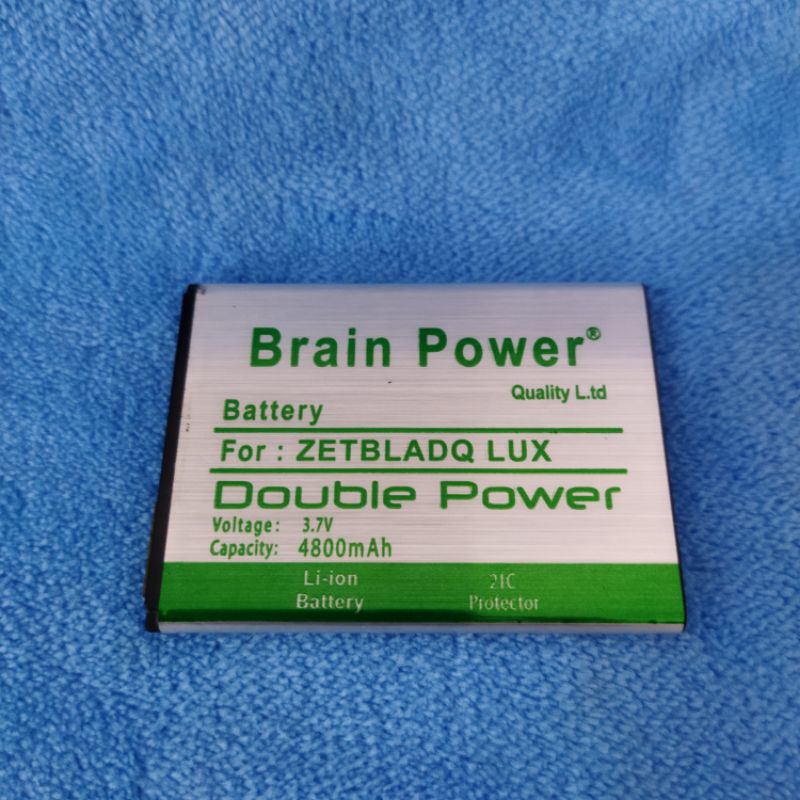 Brain Power®
Quality L.td
Battery
For : ZETBLADQ LUX
Double Power
Voltage: 3.7V
Capacity: 4800mAh
Li-ion 21C
Battery Protector